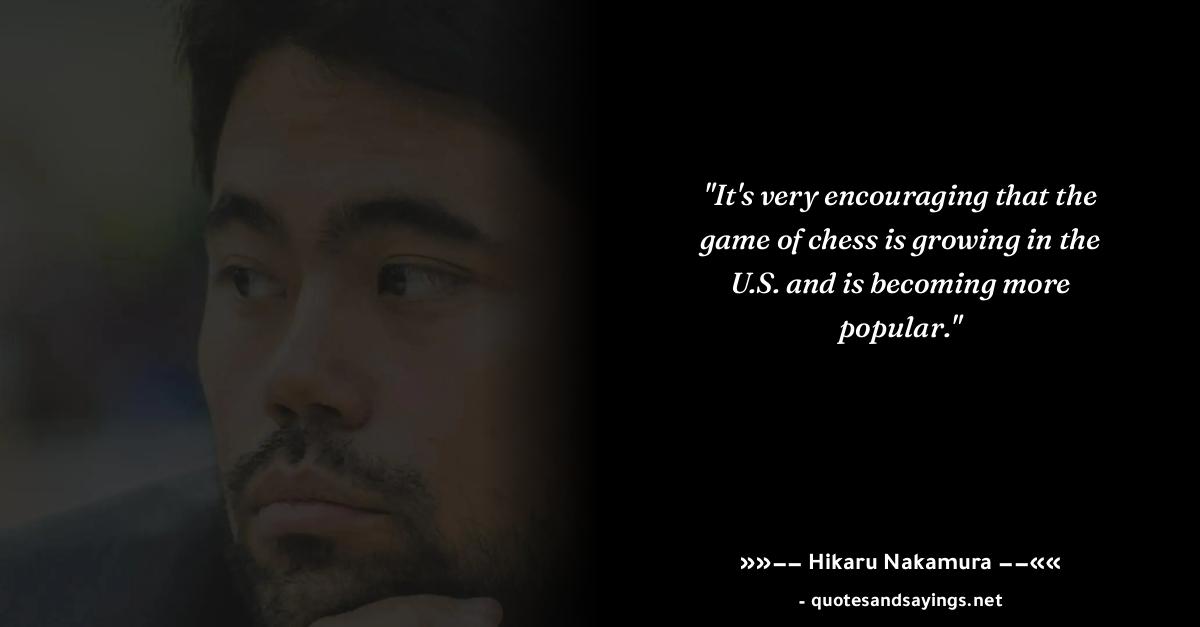 "It's very encouraging that the
game of chess is growing in the
U.S. and is becoming more
popular."
»»–– Hikaru Nakamura ––««
- quotesandsayings.net